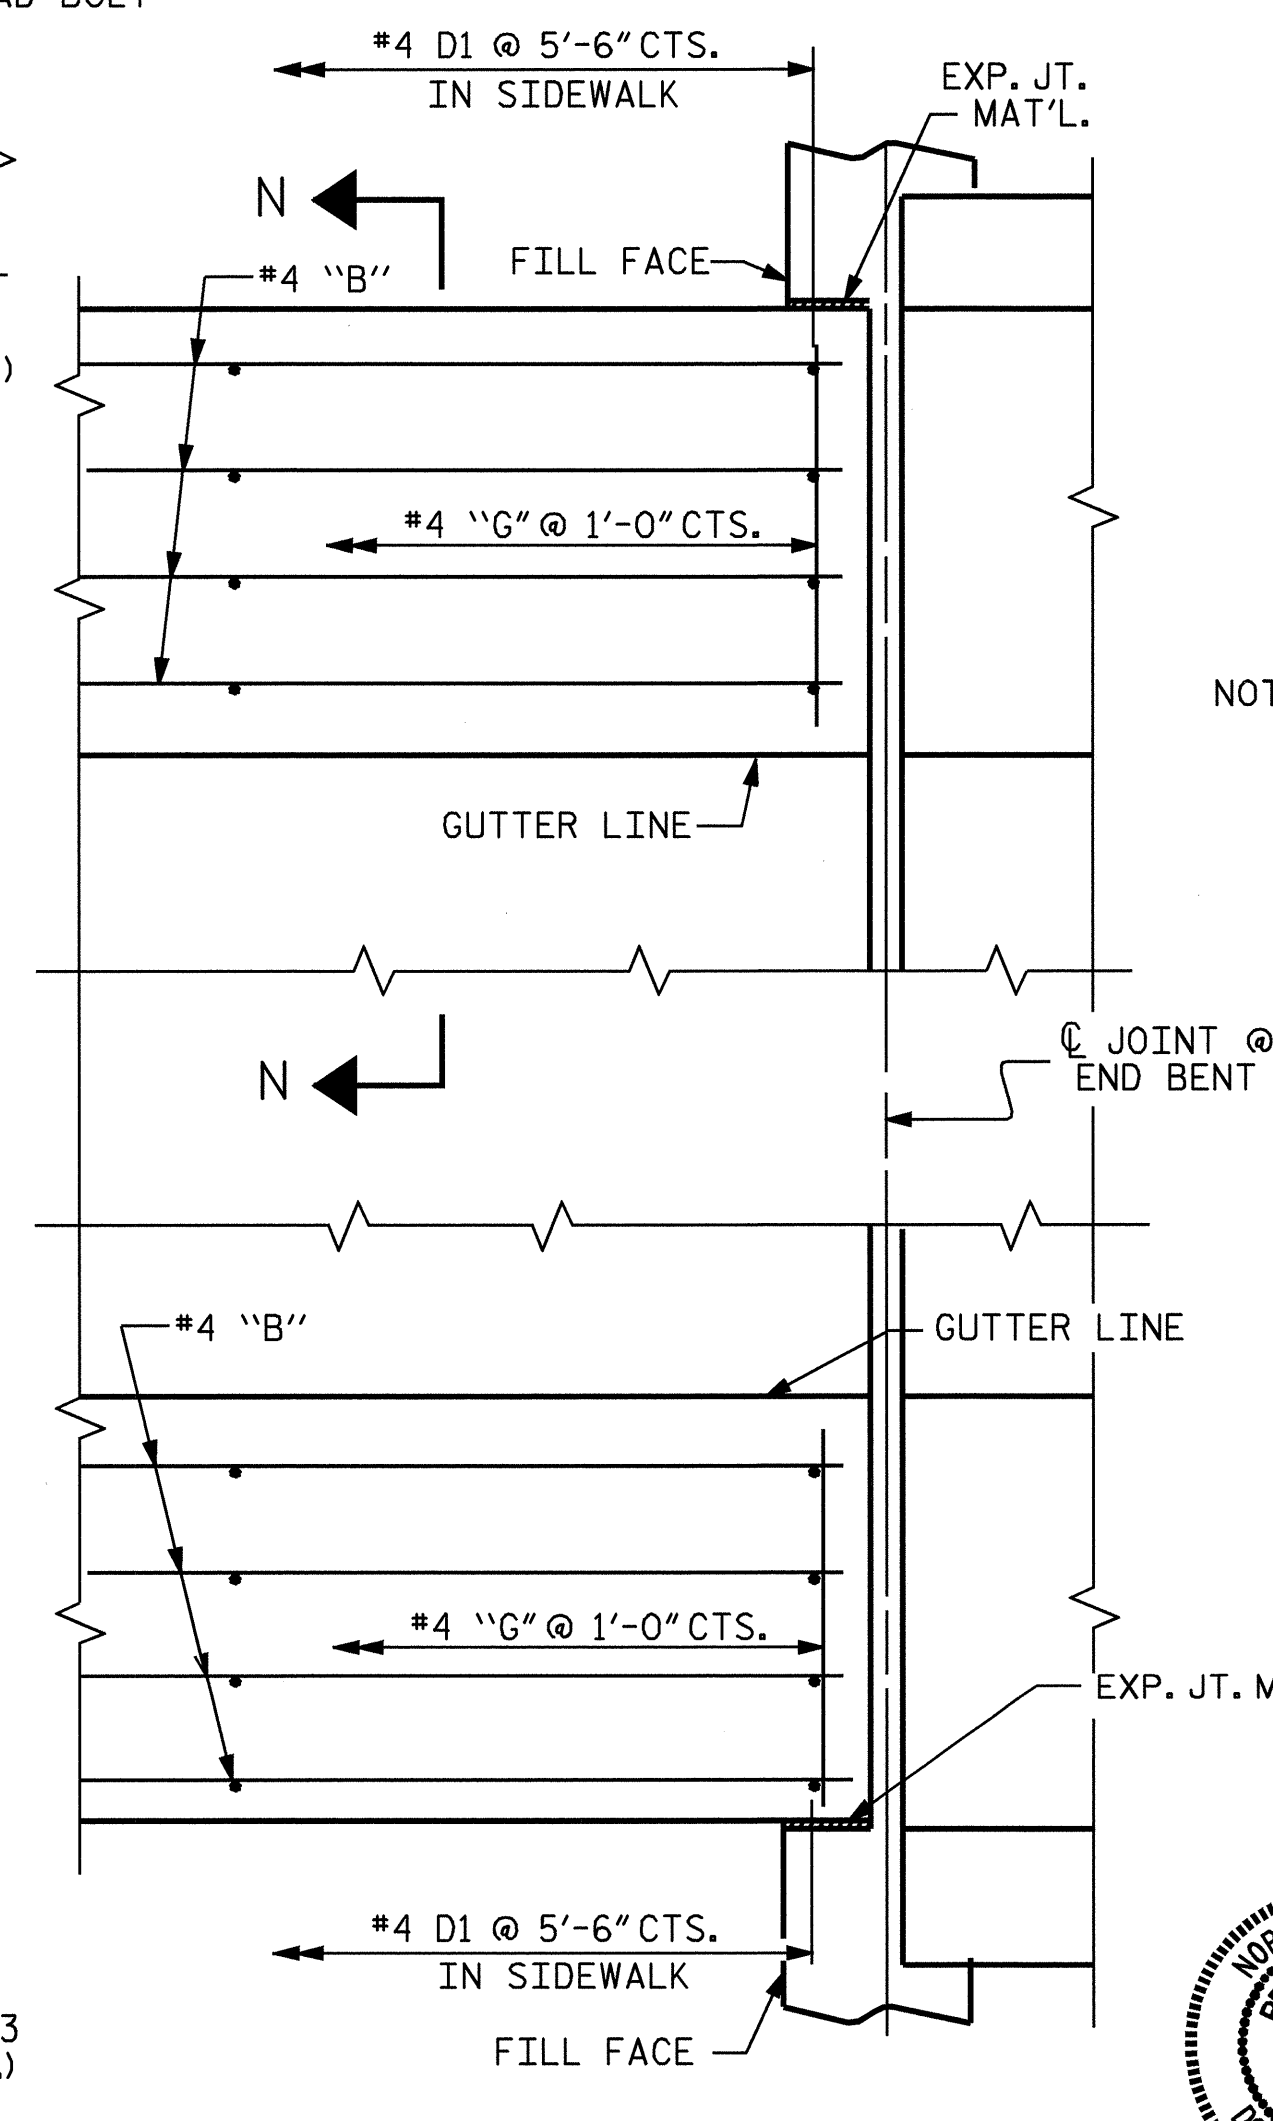 #4 D1 @ 5'-6" CTS.
IN SIDEWALK
EXP. JT.
MAT'L.
N
FILL FACE
#4 "B"
)
#4 "G" @ 1'-0" CTS.
GUTTER LINE
℄ JOINT @
END BENT
N
#4 "B"
GUTTER LINE
#4 "G" @ 1'-0" CTS.
EXP. JT.
#4 D1 @ 5'-6" CTS.
IN SIDEWALK
FILL FACE
3
)